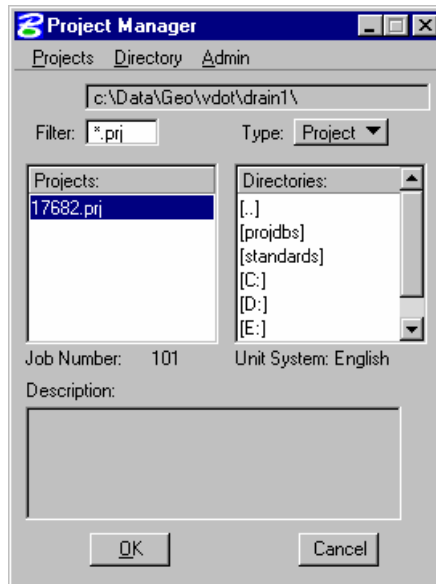 Project Manager
Projects Directory Admin
c:\Data\Geo\vdot\drain1\
Filter: *.prj Type: Project
Projects: Directories:
17682.prj [..]
[projdbs]
[standards]
[C:]
[D:]
[E:]
Job Number: 101 Unit System: English
Description:
OK Cancel